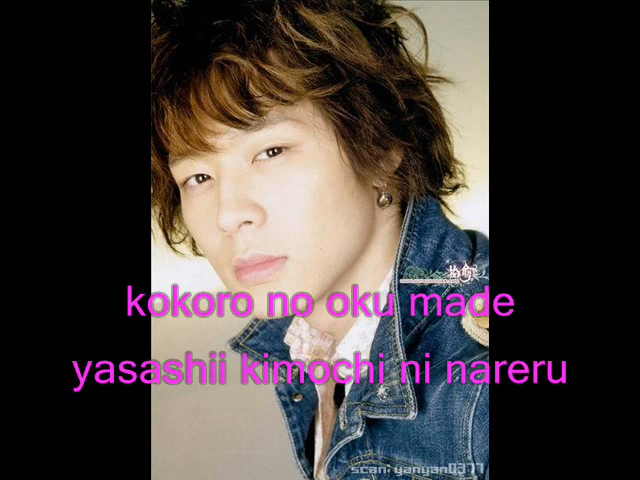 kokoro no oku made
yasashii kimochi ni nareru
scan: yanyan0377